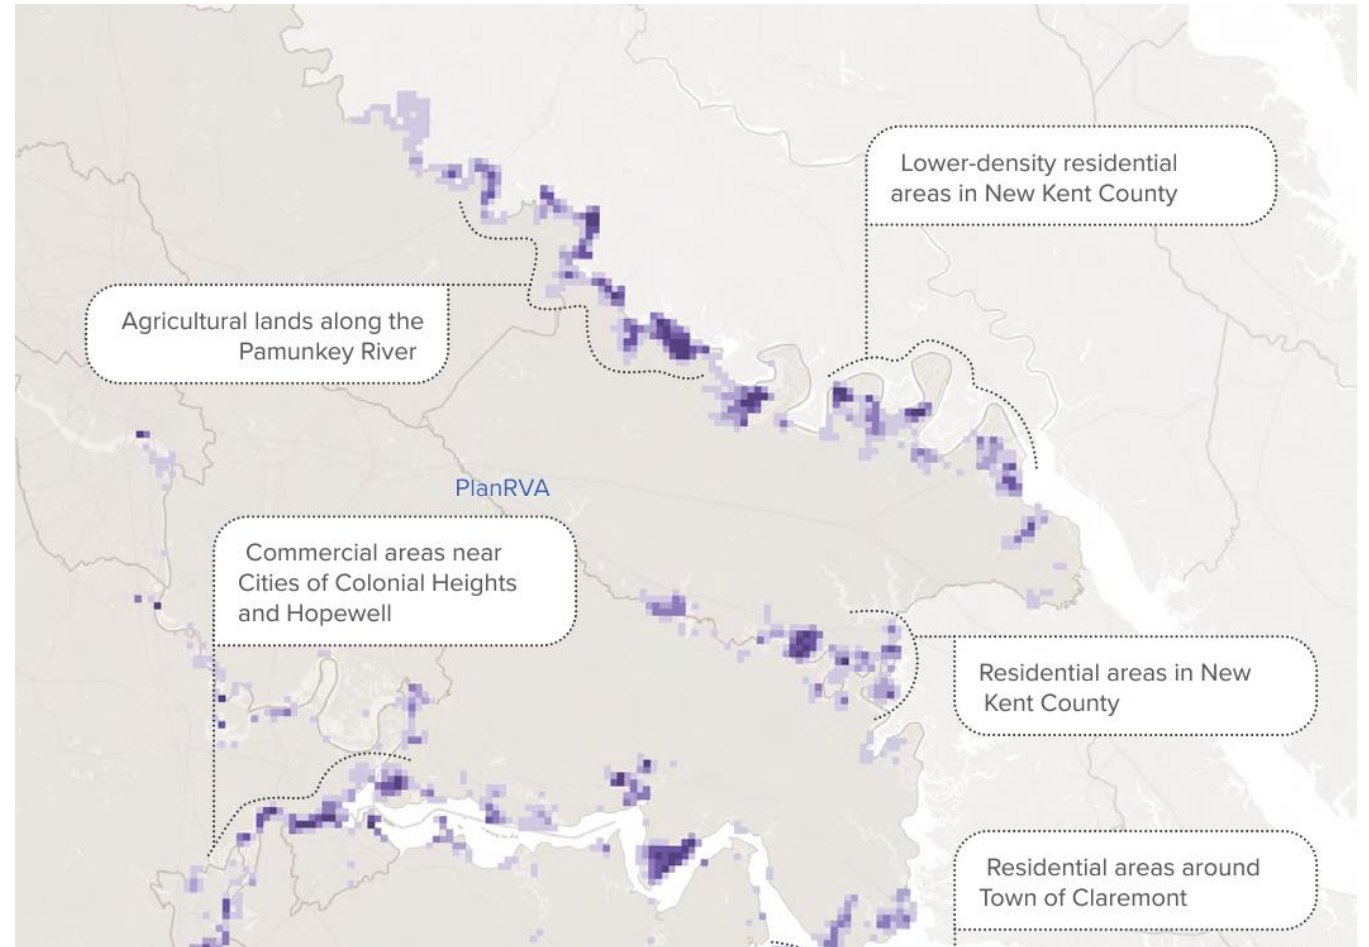 Lower-density residential
areas in New Kent County
Agricultural lands along the
Pamunkey River
PlanRVA
Commercial areas near
Cities of Colonial Heights
and Hopewell
Residential areas in New
Kent County
Residential areas around
Town of Claremont